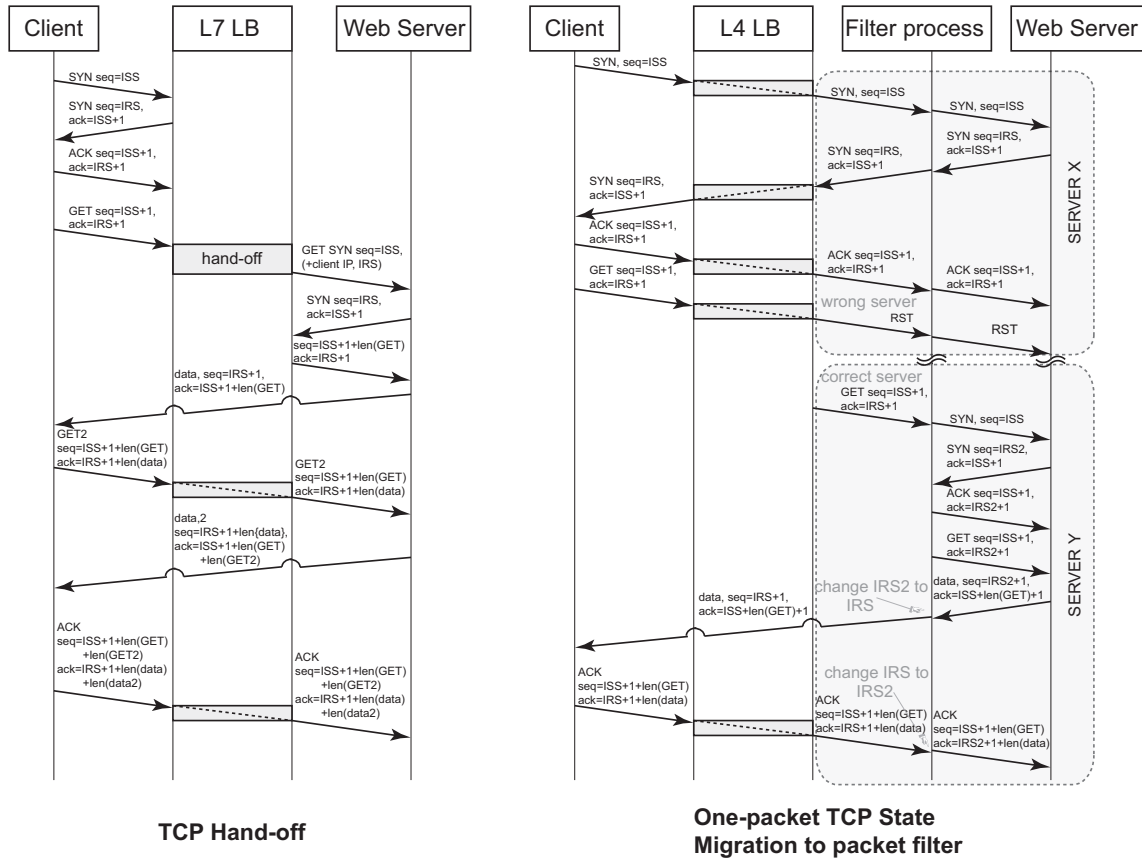 Client
L7 LB
Web Server
SYN seq=ISS
SYN seq=IRS,
ack=ISS+1
ACK seq=ISS+1,
ack=IRS+1
GET seq=ISS+1,
ack=IRS+1
hand-off
GET SYN seq=ISS,
(+client IP, IRS)
SYN seq=IRS,
ack=ISS+1
seq=ISS+1+len(GET)
ack=IRS+1
data, seq=IRS+1,
ack=ISS+1+len(GET)
GET2
seq=ISS+1+len(GET)
ack=IRS+1+len(data)
GET2
seq=ISS+1+len(GET)
ack=IRS+1+len(data)
data,2
seq=IRS+1+len{data},
ack=ISS+1+len(GET)
+len(GET2)
ACK
seq=ISS+1+len(GET)
+len(GET2)
ack=IRS+1+len(data)
+len(data2)
ACK
seq=ISS+1+len(GET)
+len(GET2)
ack=IRS+1+len(data)
+len(data2)
TCP Hand-off
Client
L4 LB
Filter process
Web Server
SYN, seq=ISS
SYN, seq=ISS
SYN, seq=ISS
SYN seq=IRS,
ack=ISS+1
SYN seq=IRS,
ack=ISS+1
SYN seq=IRS,
ack=ISS+1
ACK seq=ISS+1,
ack=IRS+1
ACK seq=ISS+1,
ack=IRS+1
ACK seq=ISS+1,
ack=IRS+1
GET seq=ISS+1,
ack=IRS+1
wrong server
RST
RST
SERVER X
correct server
GET seq=ISS+1,
ack=IRS+1
SYN, seq=ISS
SYN seq=IRS2,
ack=ISS+1
ACK seq=ISS+1,
ack=IRS2+1
GET seq=ISS+1,
ack=IRS2+1
data, seq=IRS2+1,
ack=ISS+len(GET)+1
change IRS2 to
IRS
data, seq=IRS+1,
ack=ISS+len(GET)+1
ACK
seq=ISS+1+len(GET)
ack=IRS+1+len(data)
change IRS to
IRS2
ACK
seq=ISS+1+len(GET)
ack=IRS+1+len(data)
ACK
seq=ISS+1+len(GET)
ack=IRS2+1+len(data)
SERVER Y
One-packet TCP State
Migration to packet filter